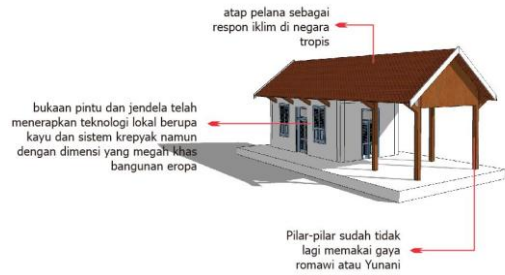 atap pelana sebagai
respon iklim di negara
tropis
bukaan pintu dan jendela telah
menerapkan teknologi lokal berupa
kayu dan sistem krepyak namun
dengan dimensi yang megah khas
bangunan eropa
Pilar-pilar sudah tidak
lagi memakai gaya
romawi atau Yunani